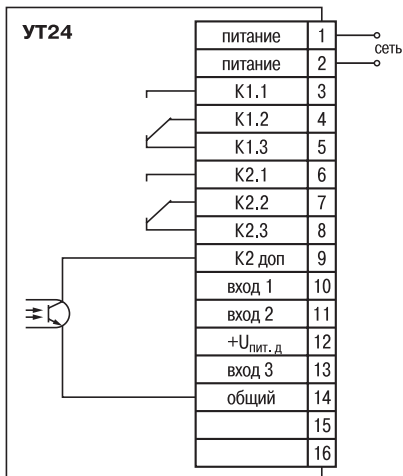 УТ24
питание 1
сеть
питание 2
К1.1 3
К1.2 4
К1.3 5
К2.1 6
К2.2 7
К2.3 8
К2 доп 9
вход 1 10
вход 2 11
+Uпит. д 12
вход 3 13
общий 14
15
16